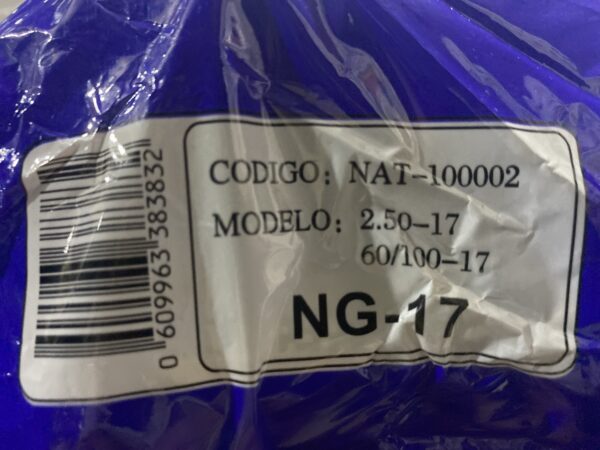 0 609963 383832
CODIGO: NAT-100002
MODELO: 2.50-17
60/100-17
NG-17